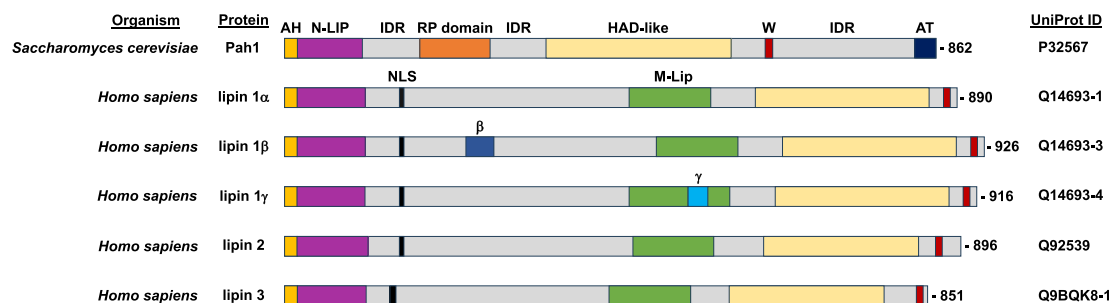 Organism Protein UniProt ID
AH N-LIP IDR RP domain IDR HAD-like W IDR AT
Saccharomyces cerevisiae Pah1 - 862 P32567
NLS M-Lip
Homo sapiens lipin 1α - 890 Q14693-1
β
Homo sapiens lipin 1β - 926 Q14693-3
γ
Homo sapiens lipin 1γ - 916 Q14693-4
Homo sapiens lipin 2 - 896 Q92539
Homo sapiens lipin 3 - 851 Q9BQK8-1